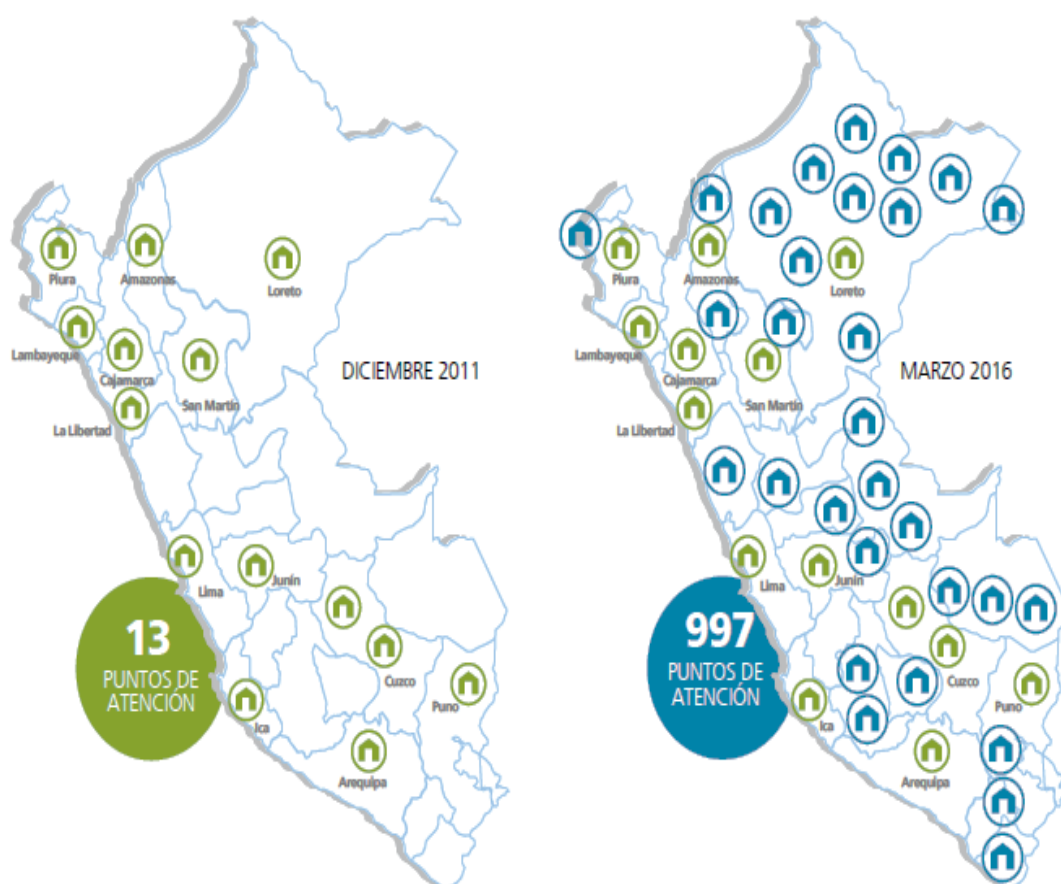 Piura
Amazonas
Loreto
Lambayeque
Cajamarca
DICIEMBRE 2011
San Martín
La Libertad
Lima
Junín
13
PUNTOS DE
ATENCIÓN
Cuzco
Puno
Ica
Arequipa
Piura
Amazonas
Loreto
Lambayeque
Cajamarca
MARZO 2016
San Martín
La Libertad
Lima
Junín
997
PUNTOS DE
ATENCIÓN
Cuzco
Puno
Ica
Arequipa